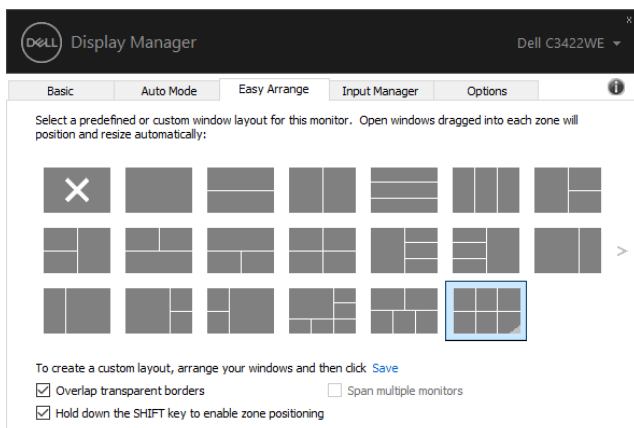 x
DELL Display Manager
Dell C3422WE
Basic Auto Mode Easy Arrange Input Manager Options i
Select a predefined or custom window layout for this monitor. Open windows dragged into each zone will
position and resize automatically:
>
To create a custom layout, arrange your windows and then click Save
Overlap transparent borders
Span multiple monitors
Hold down the SHIFT key to enable zone positioning